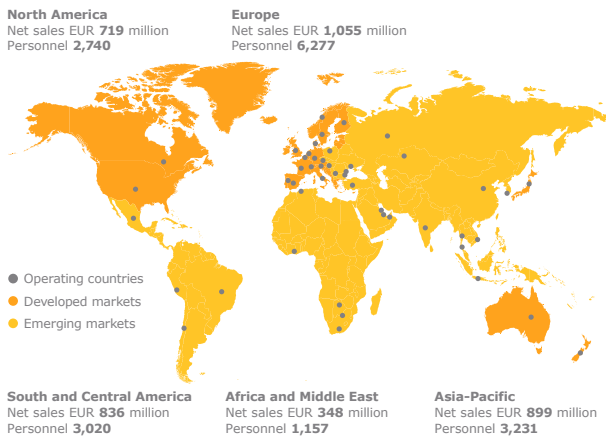 North America
Net sales EUR 719 million
Personnel 2,740
Europe
Net sales EUR 1,055 million
Personnel 6,277
Operating countries
Developed markets
Emerging markets
South and Central America
Net sales EUR 836 million
Personnel 3,020
Africa and Middle East
Net sales EUR 348 million
Personnel 1,157
Asia-Pacific
Net sales EUR 899 million
Personnel 3,231